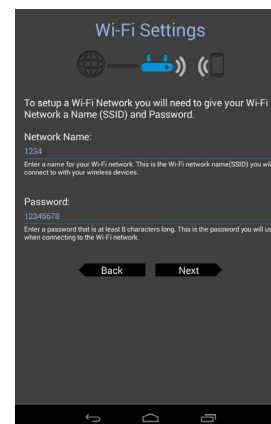 Wi-Fi Settings
To setup a Wi-Fi Network you will need to give your Wi-Fi
Network a Name (SSID) and Password.
Network Name:
1234
Enter a name for your Wi-Fi network. This is the Wi-Fi network name(SSID) you wil
connect to with your wireless devices.
Password:
12345678
Enter a password that is at least 8 characters long. This is the password you will us
when connecting to the Wi-Fi network.
Back Next